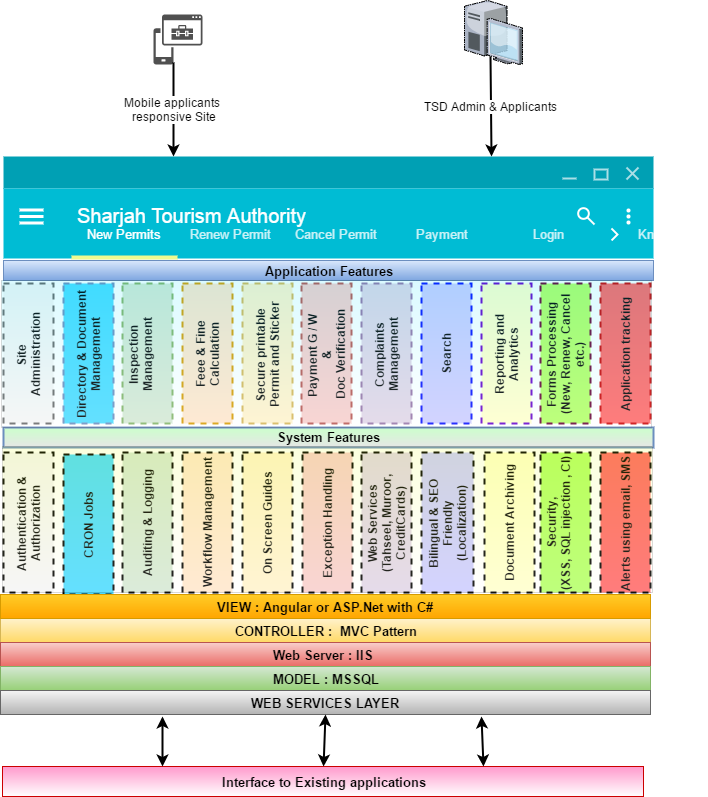 Mobile applicants
responsive Site
TSD Admin & Applicants
Sharjah Tourism Authority
New Permits
Renew Permit
Cancel Permit
Payment
Login
Kn
Application Features
Site
Administration
Directory & Document
Management
Inspection
Management
Feee & Fine
Calculation
Secure printable
Permit and Sticker
Payment G / W
&
Doc Verification
Complaints
Management
Search
Reporting and
Analytics
Forms Processing
(New, Renew, Cancel
etc.)
Application tracking
System Features
Authentication &
Authorization
CRON Jobs
Auditing & Logging
Workflow Management
On Screen Guides
Exception Handling
Web Services
(Tahseel, Muroor,
CreditCards)
Bilingual & SEO
Friendly
(Localization)
Document Archiving
Security,
(XSS, SQL injection , CI)
Alerts using email, SMS
VIEW : Angular or ASP.Net with C#
CONTROLLER : MVC Pattern
Web Server : IIS
MODEL : MSSQL
WEB SERVICES LAYER
Interface to Existing applications